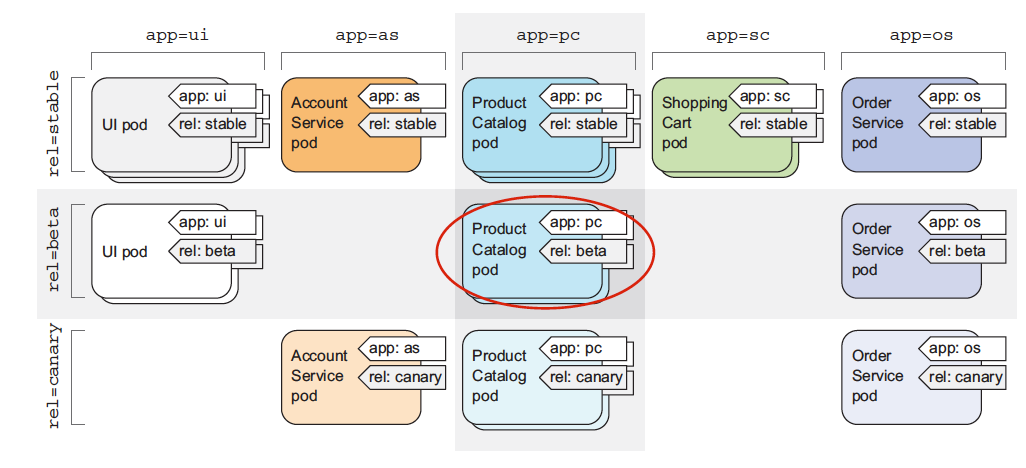 app=ui
app=as
app=pc
app=sc
app=os
rel=stable
UI pod
app: ui
rel: stable
Account
Service
pod
app: as
rel: stable
Product
Catalog
pod
app: pc
rel: stable
Shopping
Cart
pod
app: sc
rel: stable
Order
Service
pod
app: os
rel: stable
rel=beta
UI pod
app: ui
rel: beta
Product
Catalog
pod
app: pc
rel: beta
Order
Service
pod
app: os
rel: beta
rel=canary
Account
Service
pod
app: as
rel: canary
Product
Catalog
pod
app: pc
rel: canary
Order
Service
pod
app: os
rel: canary